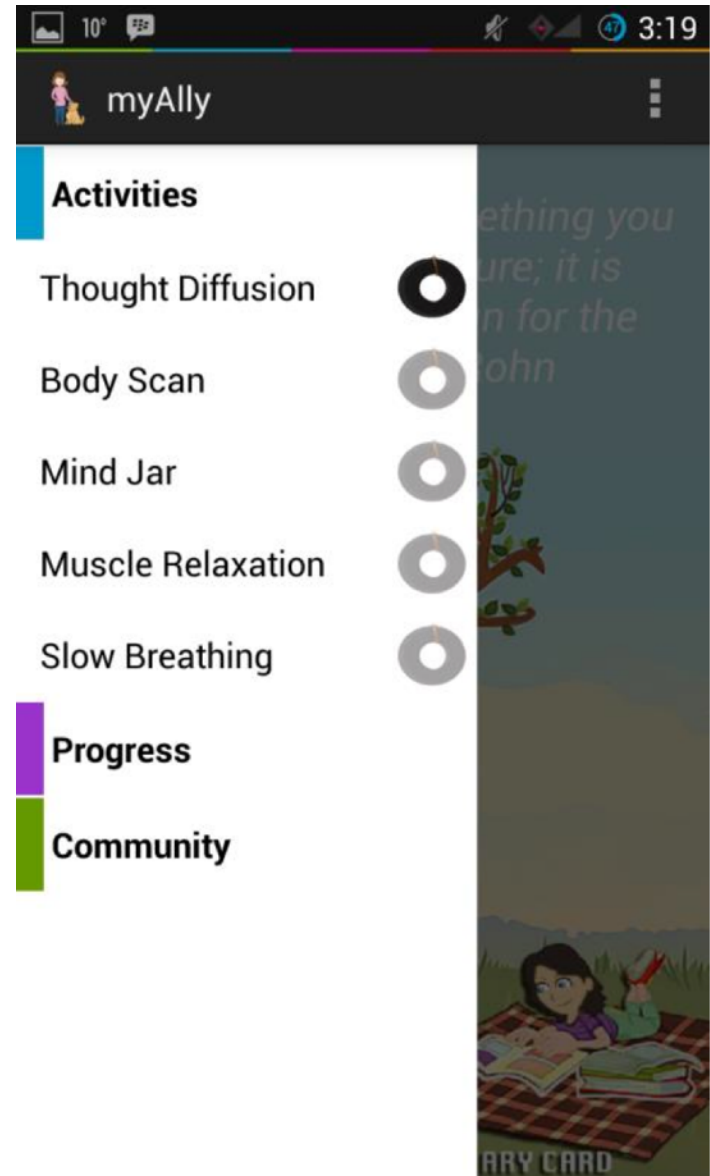 10° 47 3:19
myAlly
Activities
ething you
Thought Diffusion
ure; it is
n for the
Body Scan
ohn
Mind Jar
Muscle Relaxation
Slow Breathing
Progress
Community
ARY CARD